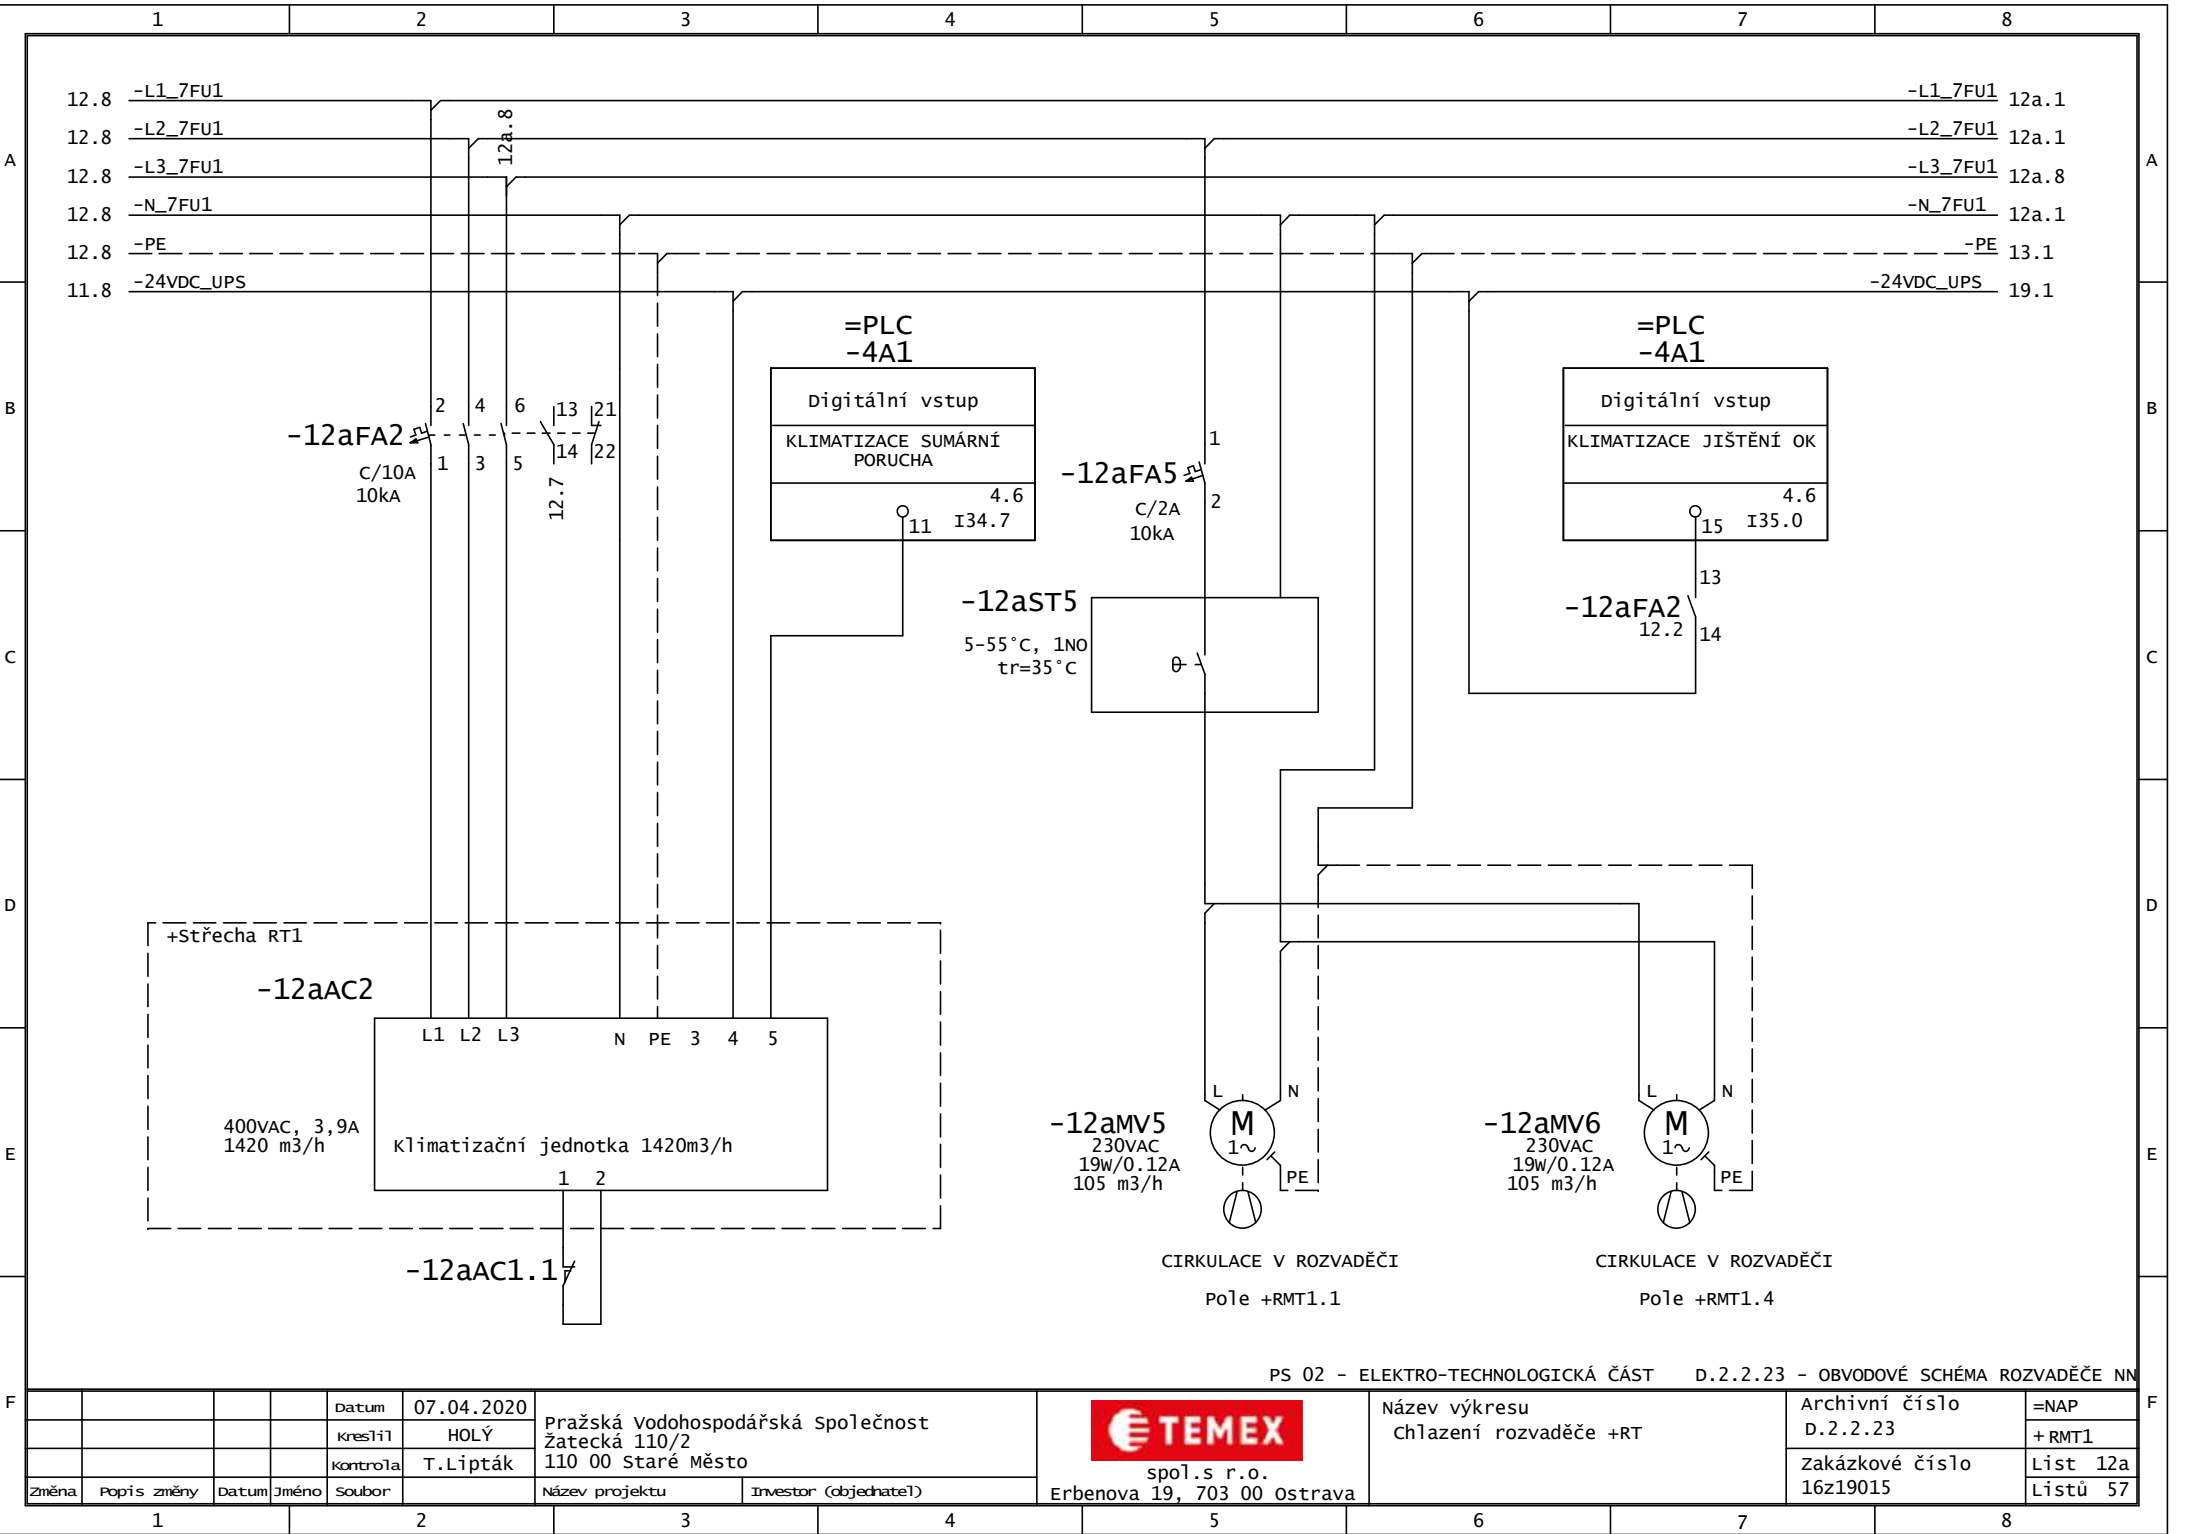 1 2 3 4 5 6 7 8
12.8 -L1_7FU1 -L1_7FU1 12a.1
12.8 -L2_7FU1 12a.8 -L2_7FU1 12a.1
12.8 -L3_7FU1 -L3_7FU1 12a.8
12.8 -N_7FU1 -N_7FU1 12a.1
12.8 -PE -PE 13.1
11.8 -24VDC_UPS -24VDC_UPS 19.1
A A
B B
C C
D D
E E
F F
-12aFA2
C/10A
10kA
2 4 6 13 21
1 3 5 14 22
12.7
=PLC
-4A1
Digitální vstup
KLIMATIZACE SUMÁRNÍ
PORUCHA
4.6
11 I34.7
-12aFA5
C/2A
10kA
1
2
=PLC
-4A1
Digitální vstup
KLIMATIZACE JIŠTĚNÍ OK
4.6
15 I35.0
13
-12aFA2
12.2
14
-12aST5
5-55°C, 1NO
tr=35°C
+Střecha RT1
-12aAC2
L1 L2 L3 N PE 3 4 5
400VAC, 3,9A
1420 m3/h
Klimatizační jednotka 1420m3/h
1 2
-12aAC1.1
L N
-12aMV5
230VAC
19W/0.12A
105 m3/h
M
1~
PE
CIRKULACE V ROZVADĚČI
Pole +RMT1.1
L N
-12aMV6
230VAC
19W/0.12A
105 m3/h
M
1~
PE
CIRKULACE V ROZVADĚČI
Pole +RMT1.4
PS 02 - ELEKTRO-TECHNOLOGICKÁ ČÁST D.2.2.23 - OBVODOVÉ SCHÉMA ROZVADĚČE NN
Datum 07.04.2020
Kreslil HOLÝ
Kontrola T.Lipták
Změna Popis změny Datum Jméno Soubor
Pražská Vodohospodářská Společnost
Žatecká 110/2
110 00 Staré Město
Název projektu Investor (objednatel)
TEMEX
spol.s r.o.
Erbenova 19, 703 00 Ostrava
Název výkresu
Chlazení rozvaděče +RT
Archivní číslo
D.2.2.23
Zakázkové číslo
16z19015
=NAP
+ RMT1
List 12a
Listů 57
1 2 3 4 5 6 7 8